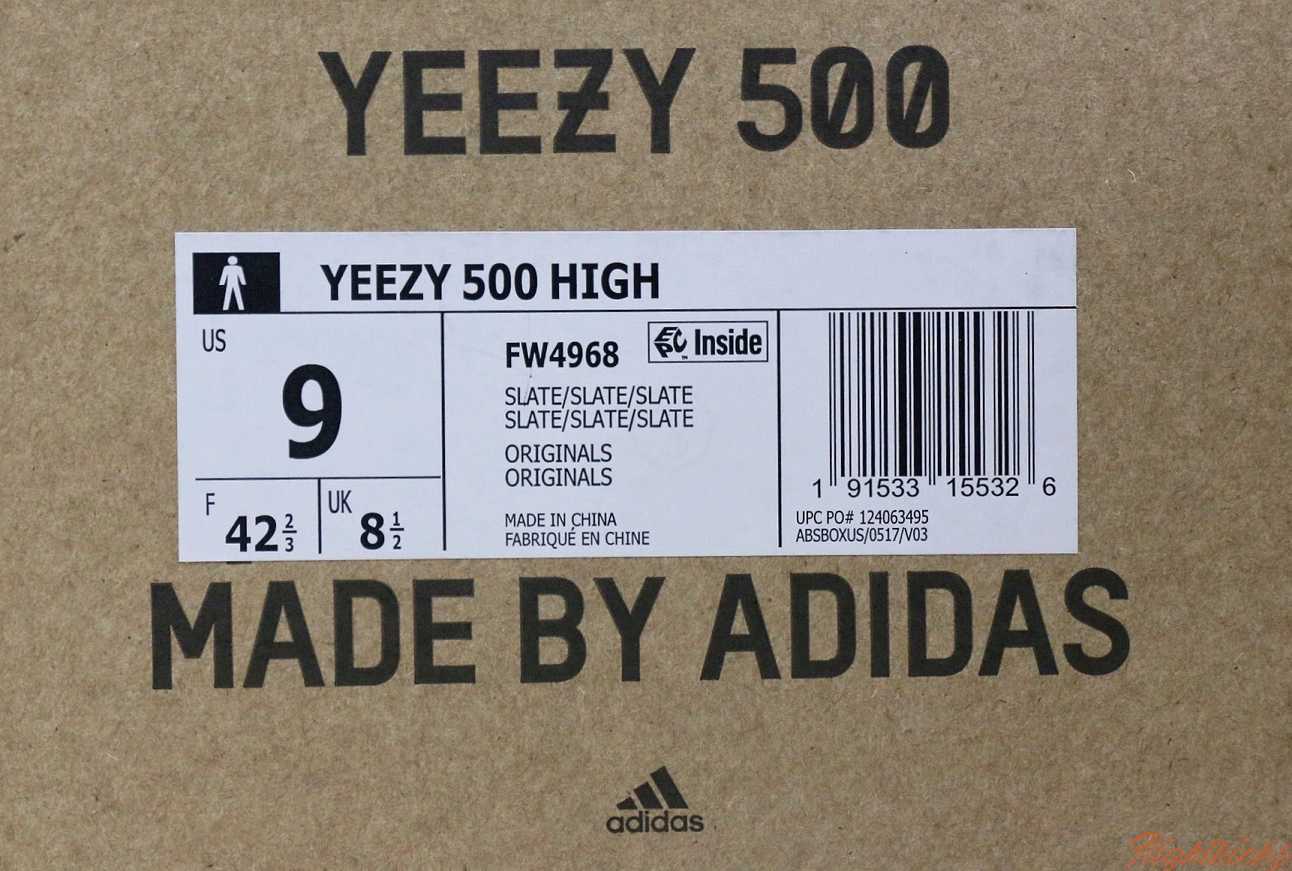 YEEZY 500
YEEZY 500 HIGH
US
9
F
42 2/3
UK
8 1/2
FW4968
EPC Inside
™
SLATE/SLATE/SLATE
SLATE/SLATE/SLATE
ORIGINALS
ORIGINALS
MADE IN CHINA
FABRIQUÉ EN CHINE
1 91533 15532 6
UPC PO# 124063495
ABSBOXUS/0517/V03
MADE BY ADIDAS
adidas